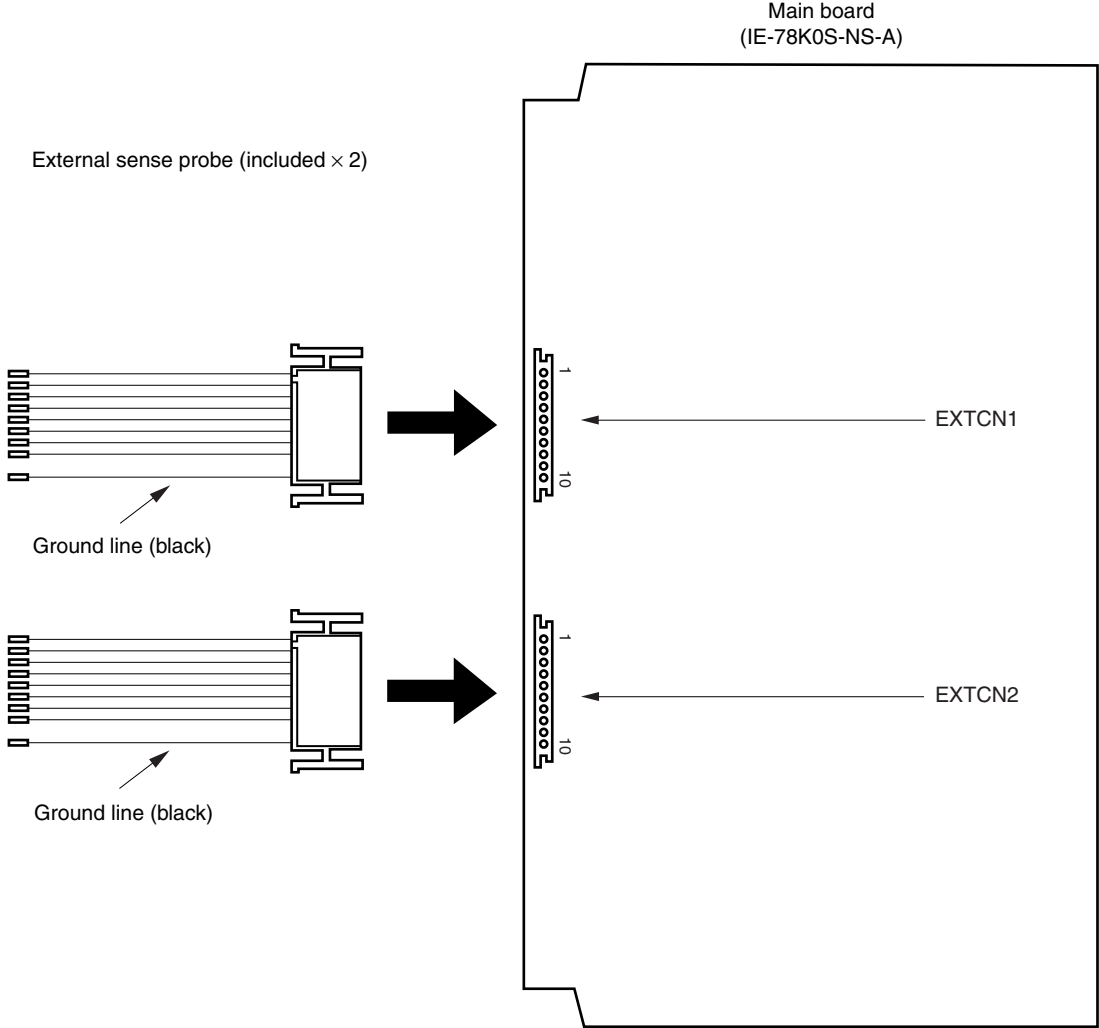 Main board
(IE-78K0S-NS-A)
External sense probe (included × 2)
1
EXTCN1
10
Ground line (black)
1
EXTCN2
10
Ground line (black)